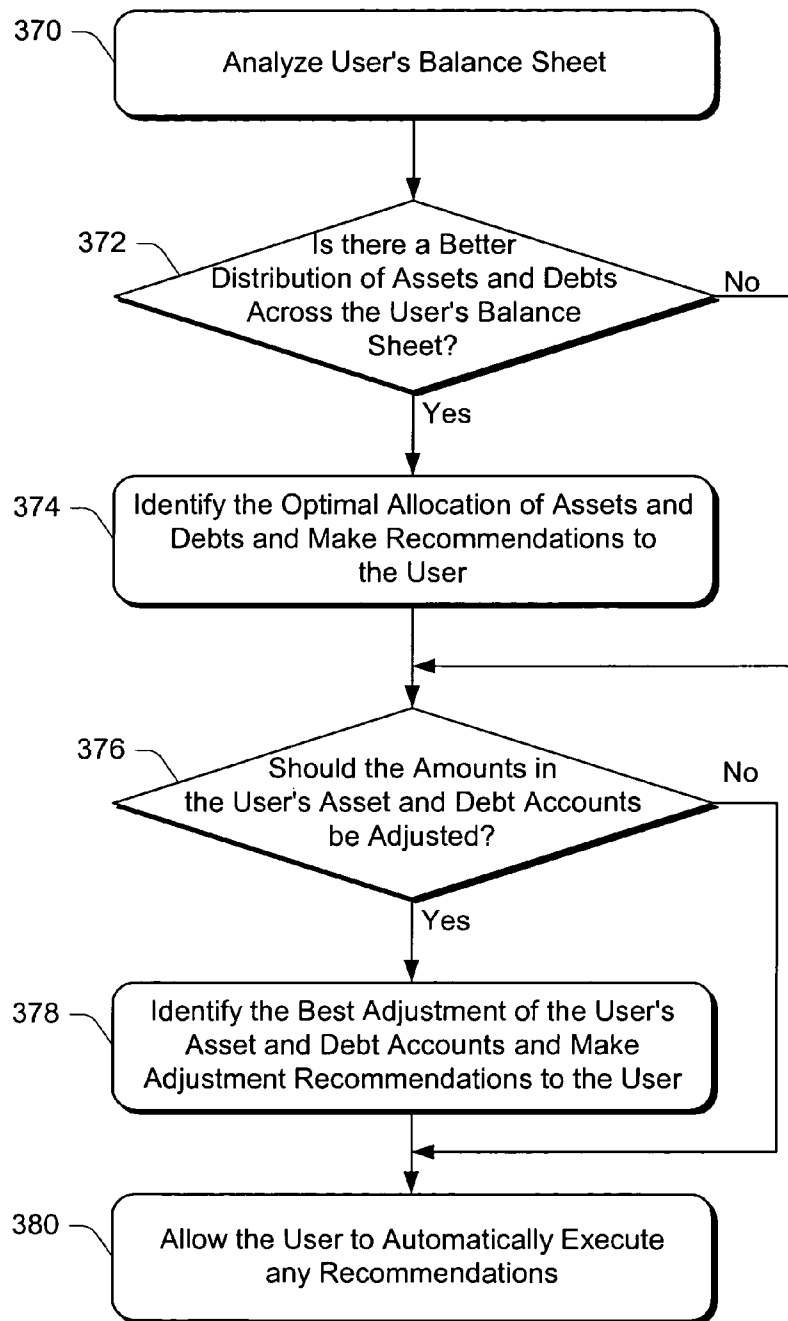 370
Analyze User's Balance Sheet
372
Is there a Better
Distribution of Assets and Debts
Across the User's Balance
Sheet?
No
Yes
374
Identify the Optimal Allocation of Assets and
Debts and Make Recommendations to
the User
376
Should the Amounts in
the User's Asset and Debt Accounts
be Adjusted?
No
Yes
378
Identify the Best Adjustment of the User's
Asset and Debt Accounts and Make
Adjustment Recommendations to the User
380
Allow the User to Automatically Execute
any Recommendations